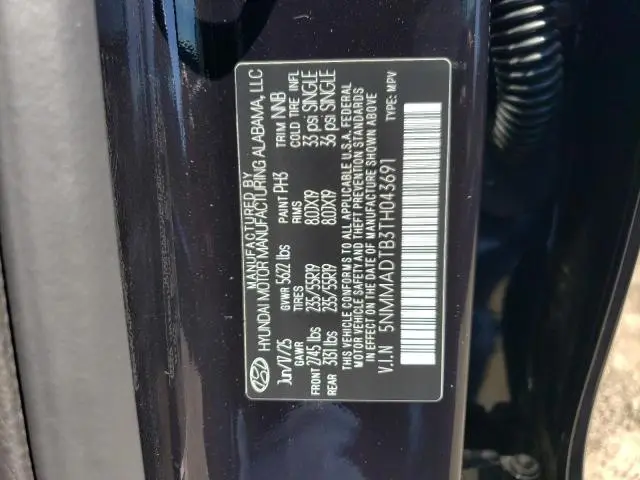 MANUFACTURED BY
HYUNDAI MOTOR MANUFACTURING ALABAMA, LLC
Jun/17/25 GVWR 5622 lbs PAINT PH3 TRIM NNB
GAWR TIRES RIMS COLD TIRE INFL
FRONT 2745 lbs 235/55R19 8.0JX19 33 psi SINGLE
REAR 3131 lbs 235/55R19 8.0JX19 36 psi SINGLE
THIS VEHICLE CONFORMS TO ALL APPLICABLE U.S.A. FEDERAL
MOTOR VEHICLE SAFETY AND THEFT PREVENTION STANDARDS
IN EFFECT ON THE DATE OF MANUFACTURE SHOWN ABOVE
V.I.N 5NMMADTB3TH043691 TYPE: MPV